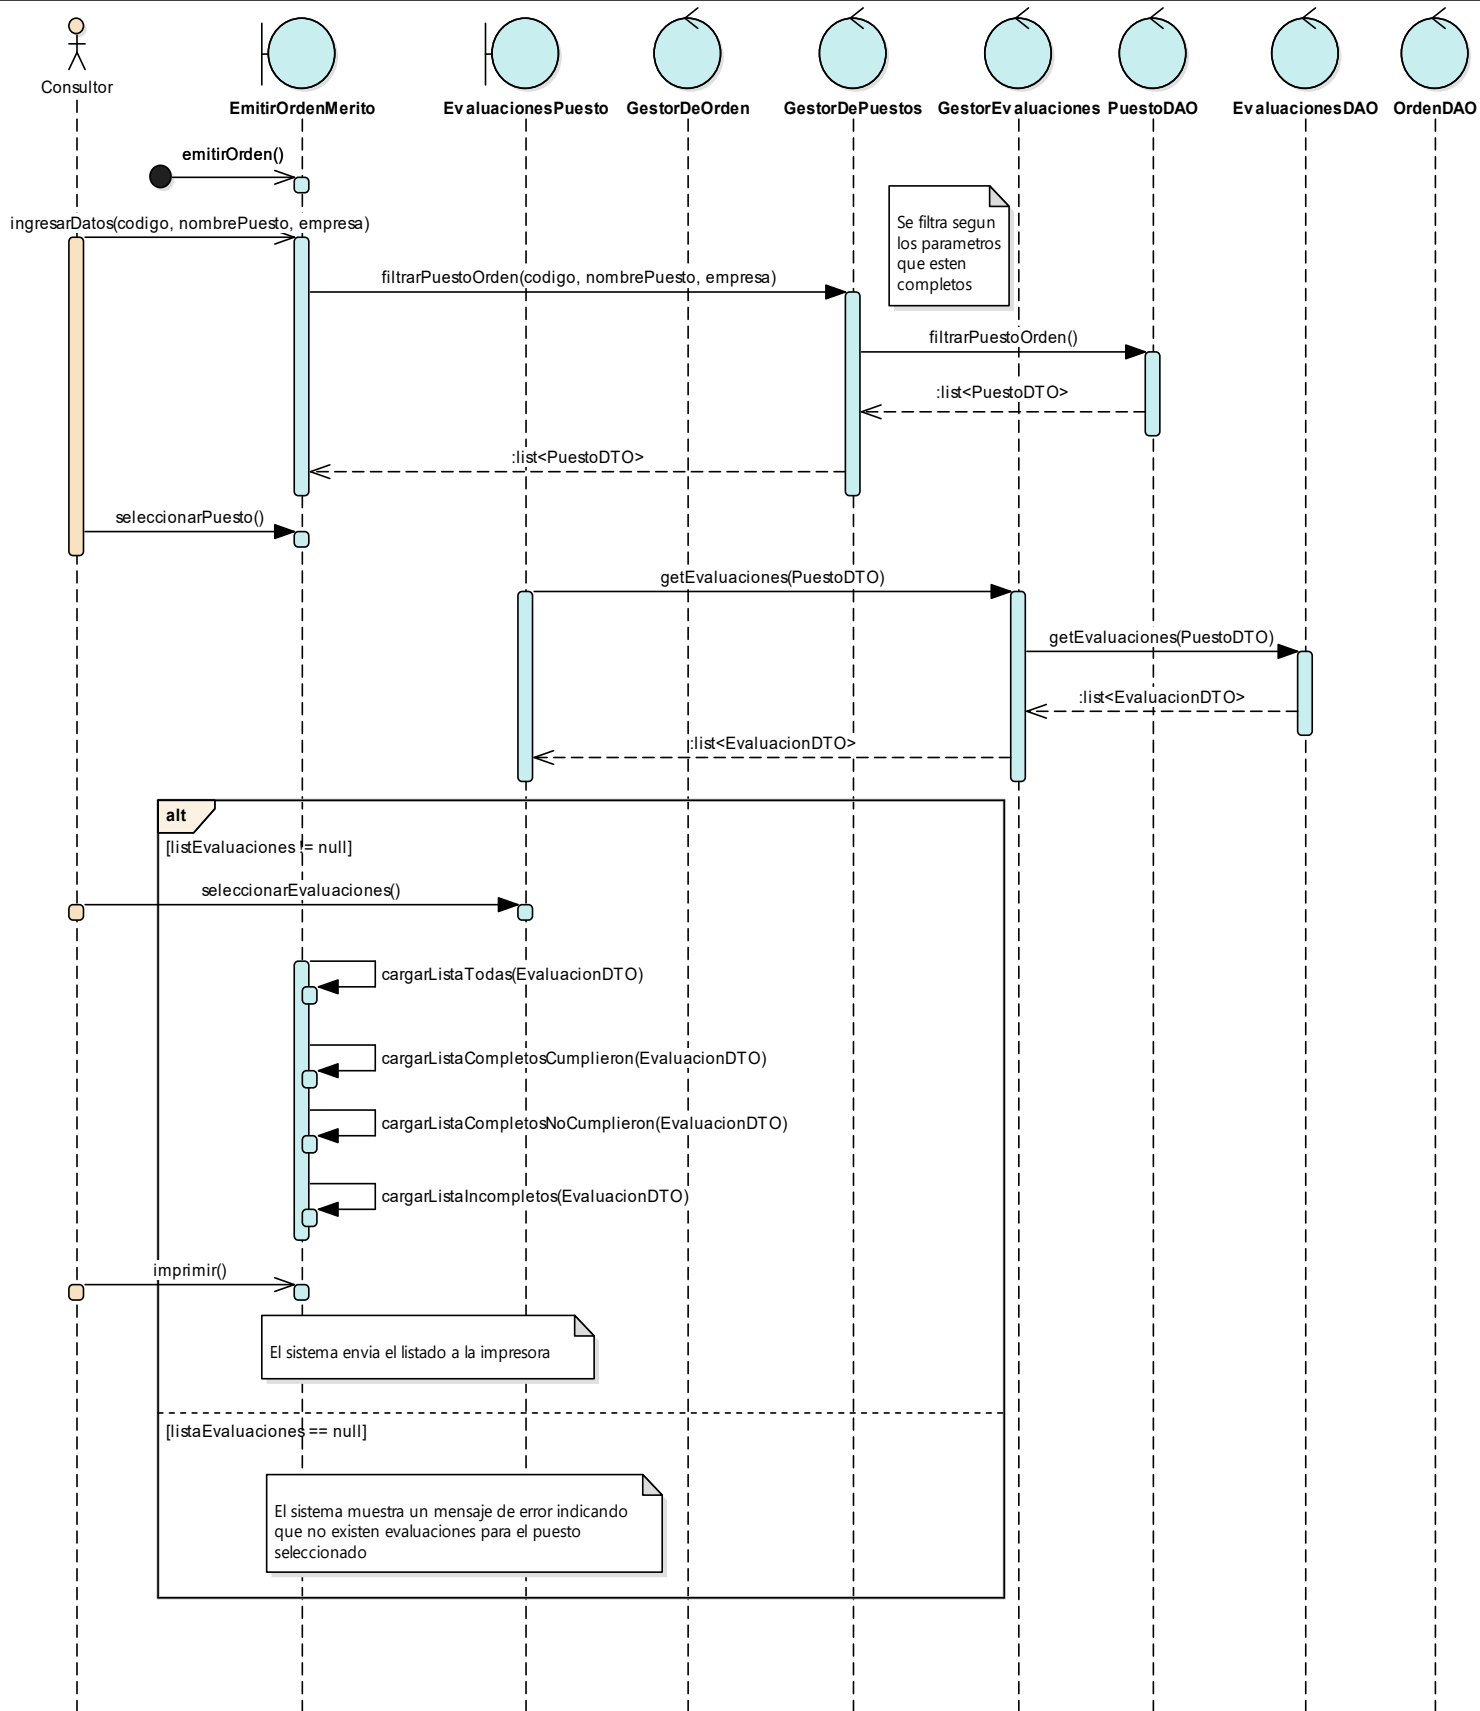 Consultor
EmitirOrdenMerito
EvaluacionesPuesto
GestorDeOrden
GestorDePuestos
GestorEvaluaciones
PuestoDAO
EvaluacionesDAO
OrdenDAO
emitirOrden()
ingresarDatos(codigo, nombrePuesto, empresa)
Se filtra segun
los parametros
que esten
completos
filtrarPuestoOrden(codigo, nombrePuesto, empresa)
filtrarPuestoOrden()
:list<PuestoDTO>
:list<PuestoDTO>
seleccionarPuesto()
getEvaluaciones(PuestoDTO)
getEvaluaciones(PuestoDTO)
:list<EvaluacionDTO>
:list<EvaluacionDTO>
alt
[listEvaluaciones != null]
seleccionarEvaluaciones()
cargarListaTodas(EvaluacionDTO)
cargarListaCompletosCumplieron(EvaluacionDTO)
cargarListaCompletosNoCumplieron(EvaluacionDTO)
cargarListaIncompletos(EvaluacionDTO)
imprimir()
El sistema envia el listado a la impresora
[listaEvaluaciones == null]
El sistema muestra un mensaje de error indicando
que no existen evaluaciones para el puesto
seleccionado